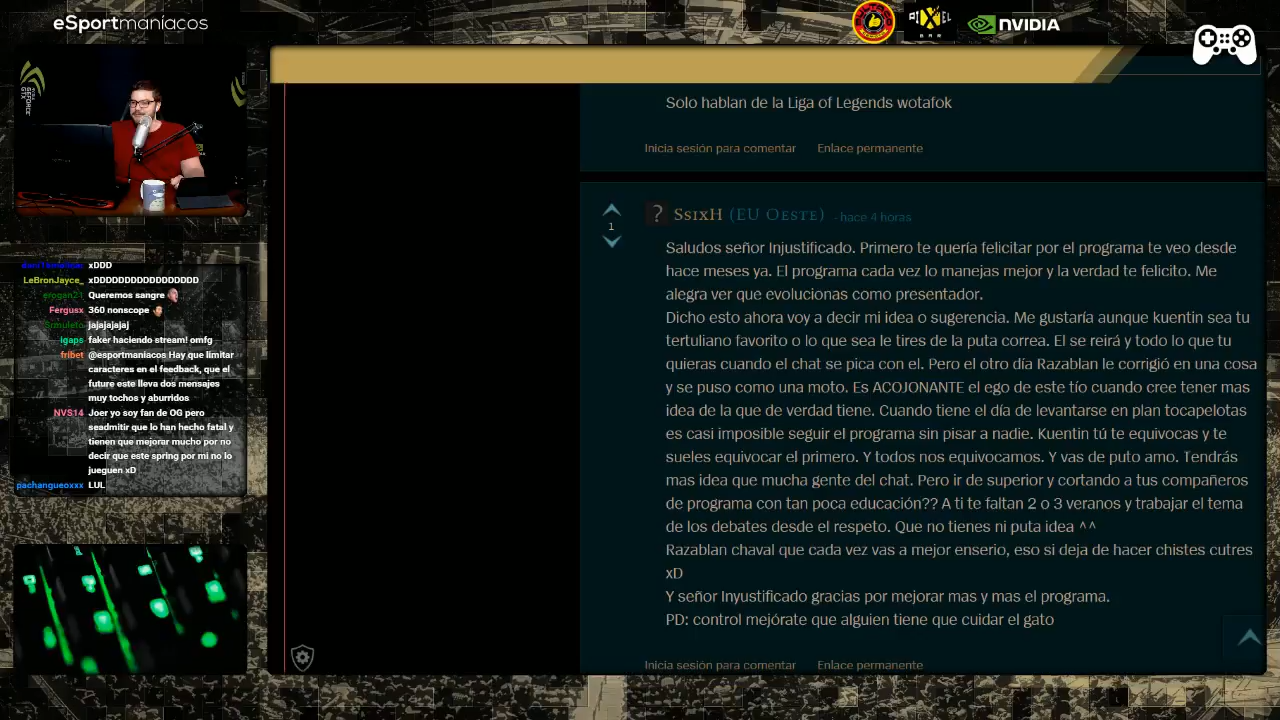 eSportmaníacos
PIXEL
BAR
NVIDIA
GEFORCE
GTX
Solo hablan de la Liga of Legends wotafok
Inicia sesión para comentar Enlace permanente
1
? SsixH (EU Oeste) - hace 4 horas
Saludos señor Injustificado. Primero te quería felicitar por el programa te veo desde
hace meses ya. El programa cada vez lo manejas mejor y la verdad te felicito. Me
alegra ver que evolucionas como presentador.
Dicho esto ahora voy a decir mi idea o sugerencia. Me gustaría aunque kuentin sea tu
tertuliano favorito o lo que sea le tires de la puta correa. El se reirá y todo lo que tu
quieras cuando el chat se pica con el. Pero el otro día Razablan le corrigió en una cosa
y se puso como una moto. Es ACOJONANTE el ego de este tío cuando cree tener mas
idea de la que de verdad tiene. Cuando tiene el día de levantarse en plan tocapelotas
es casi imposible seguir el programa sin pisar a nadie. Kuentin tú te equivocas y te
sueles equivocar el primero. Y todos nos equivocamos. Y vas de puto amo. Tendrás
mas idea que mucha gente del chat. Pero ir de superior y cortando a tus compañeros
de programa con tan poca educación?? A ti te faltan 2 o 3 veranos y trabajar el tema
de los debates desde el respeto. Que no tienes ni puta idea ^^
Razablan chaval que cada vez vas a mejor enserio, eso si deja de hacer chistes cutres
xD
Y señor Inyustificado gracias por mejorar mas y mas el programa.
PD: control mejórate que alguien tiene que cuidar el gato
Inicia sesión para comentar Enlace permanente
xDDD
LeBronJayce_ xDDDDDDDDDDDDDDDDD
erogan21 Queremos sangre
Fergusx 360 nonscope
Srmuleto jajajajajaj
Igaps faker haciendo stream! omfg
fribet @esportmaniacos Hay que limitar
caracteres en el feedback, que el
future este lleva dos mensajes
muy tochos y aburridos
NVS14 Joer yo soy fan de OG pero
seadmitir que lo han hecho fatal y
tienen que mejorar mucho por no
decir que este spring por mi no lo
jueguen xD
pachangueoxxx LUL